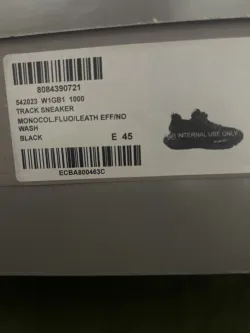 8084390721
542023 W1GB1 1000
TRACK SNEAKER
MONOCOL.FLUO/LEATH EFF/NO
WASH
BLACK E 45
INTERNAL USE ONLY
ECBA800463C